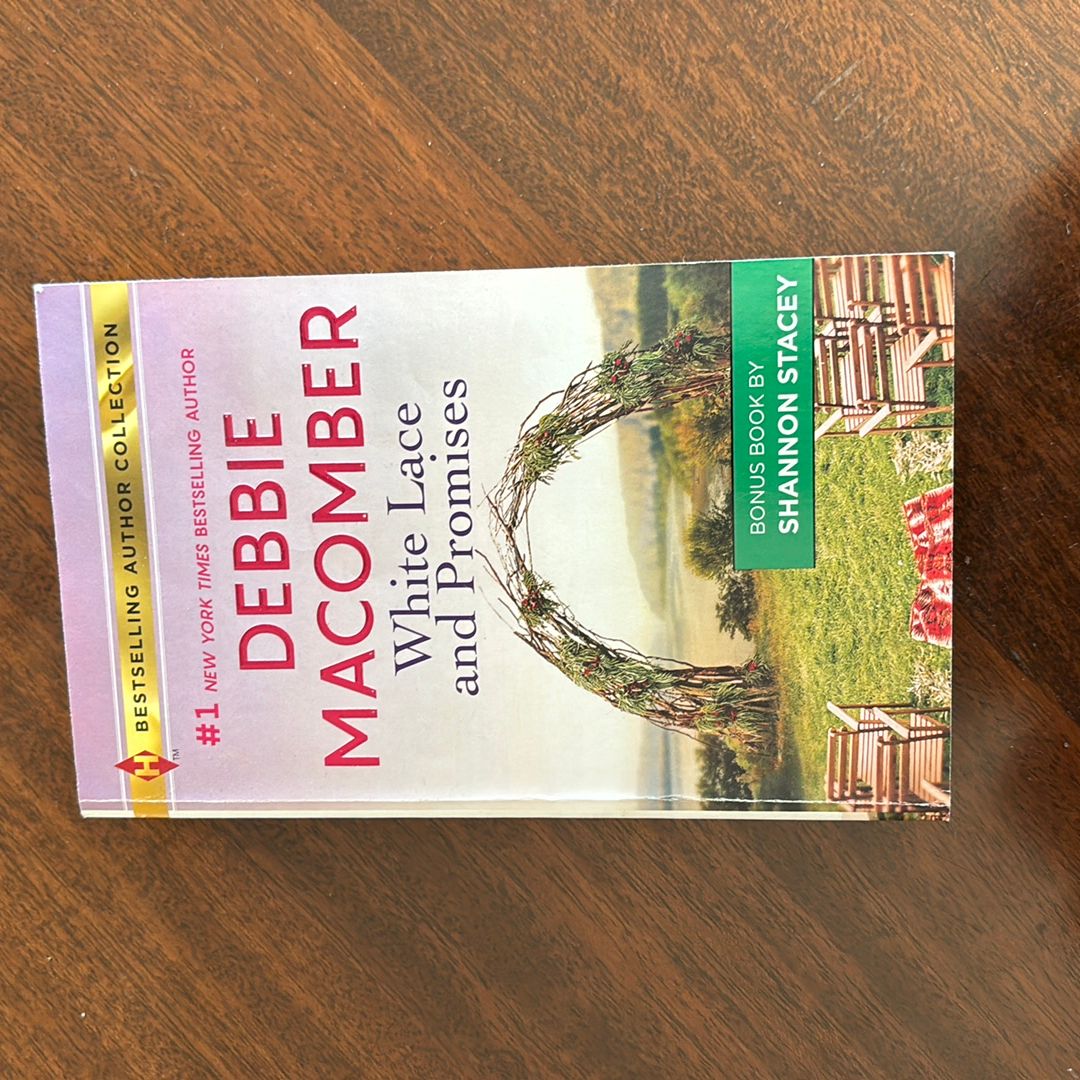 H BESTSELLING AUTHOR COLLECTION
TM
#1 NEW YORK TIMES BESTSELLING AUTHOR
DEBBIE
MACOMBER
White Lace
and Promises
BONUS BOOK BY
SHANNON STACEY